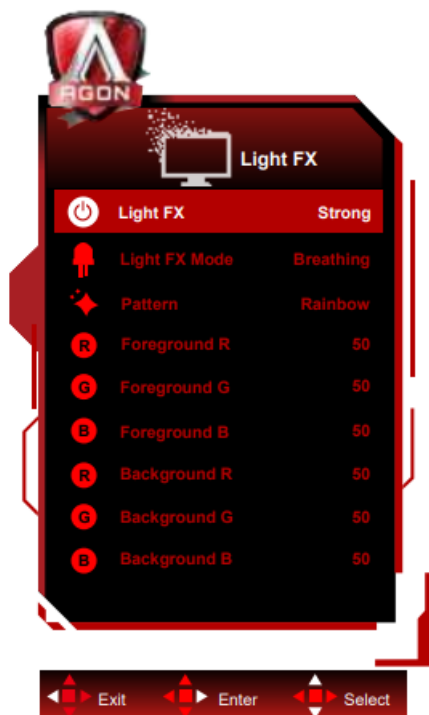 AGON
Light FX
Light FX Strong
Light FX Mode Breathing
Pattern Rainbow
R Foreground R 50
G Foreground G 50
B Foreground B 50
R Background R 50
G Background G 50
B Background B 50
Exit Enter Select